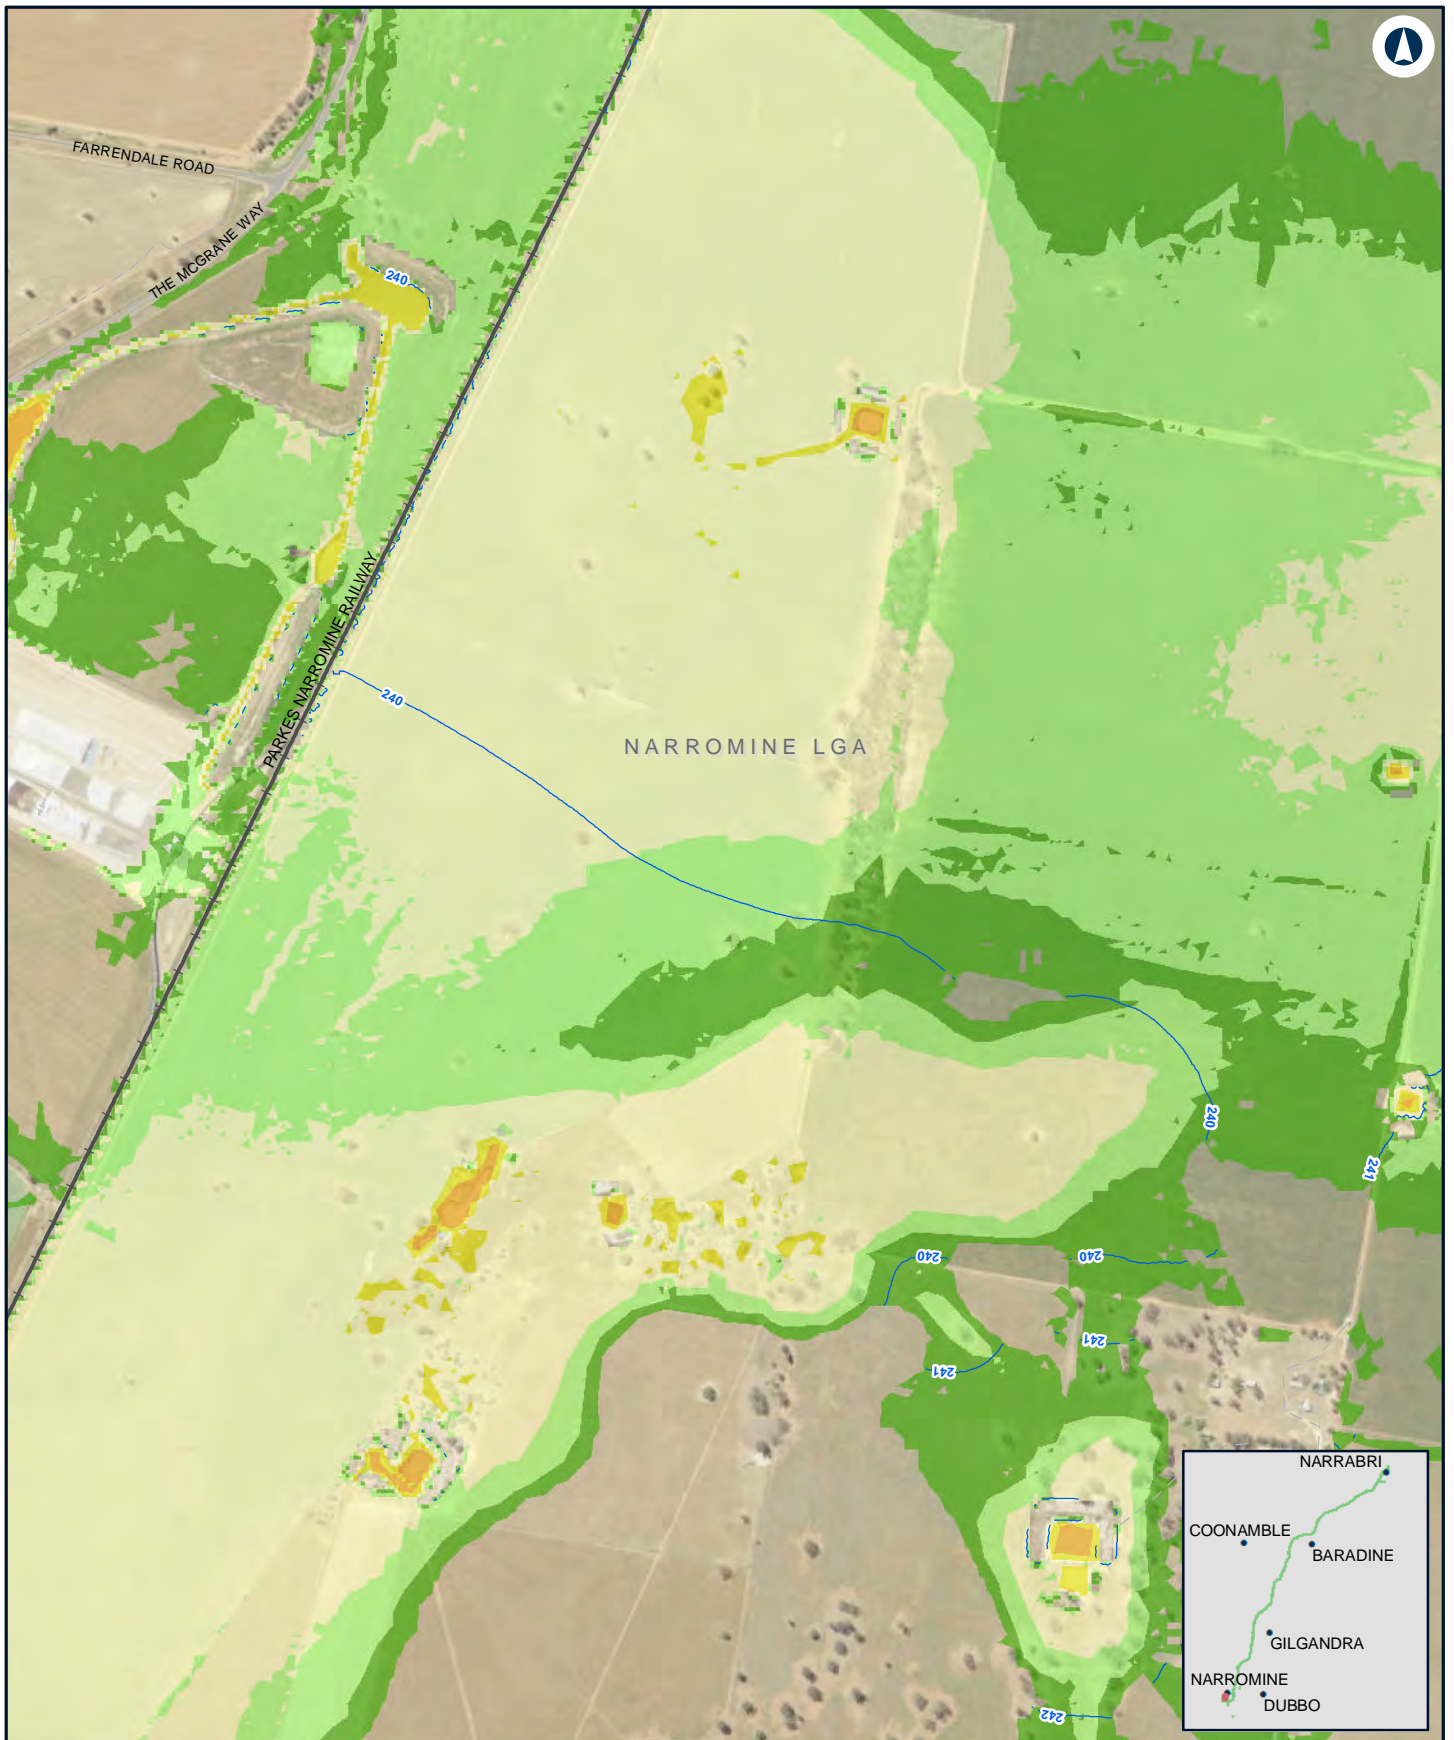 FARRENDALE ROAD
THE MCGRANE WAY
240
PARKES NARROMINE RAILWAY
240
NARROMINE LGA
240
241
240
240
241
241
242
NARRABRI
COONAMBLE
BARADINE
GILGANDRA
NARROMINE
DUBBO